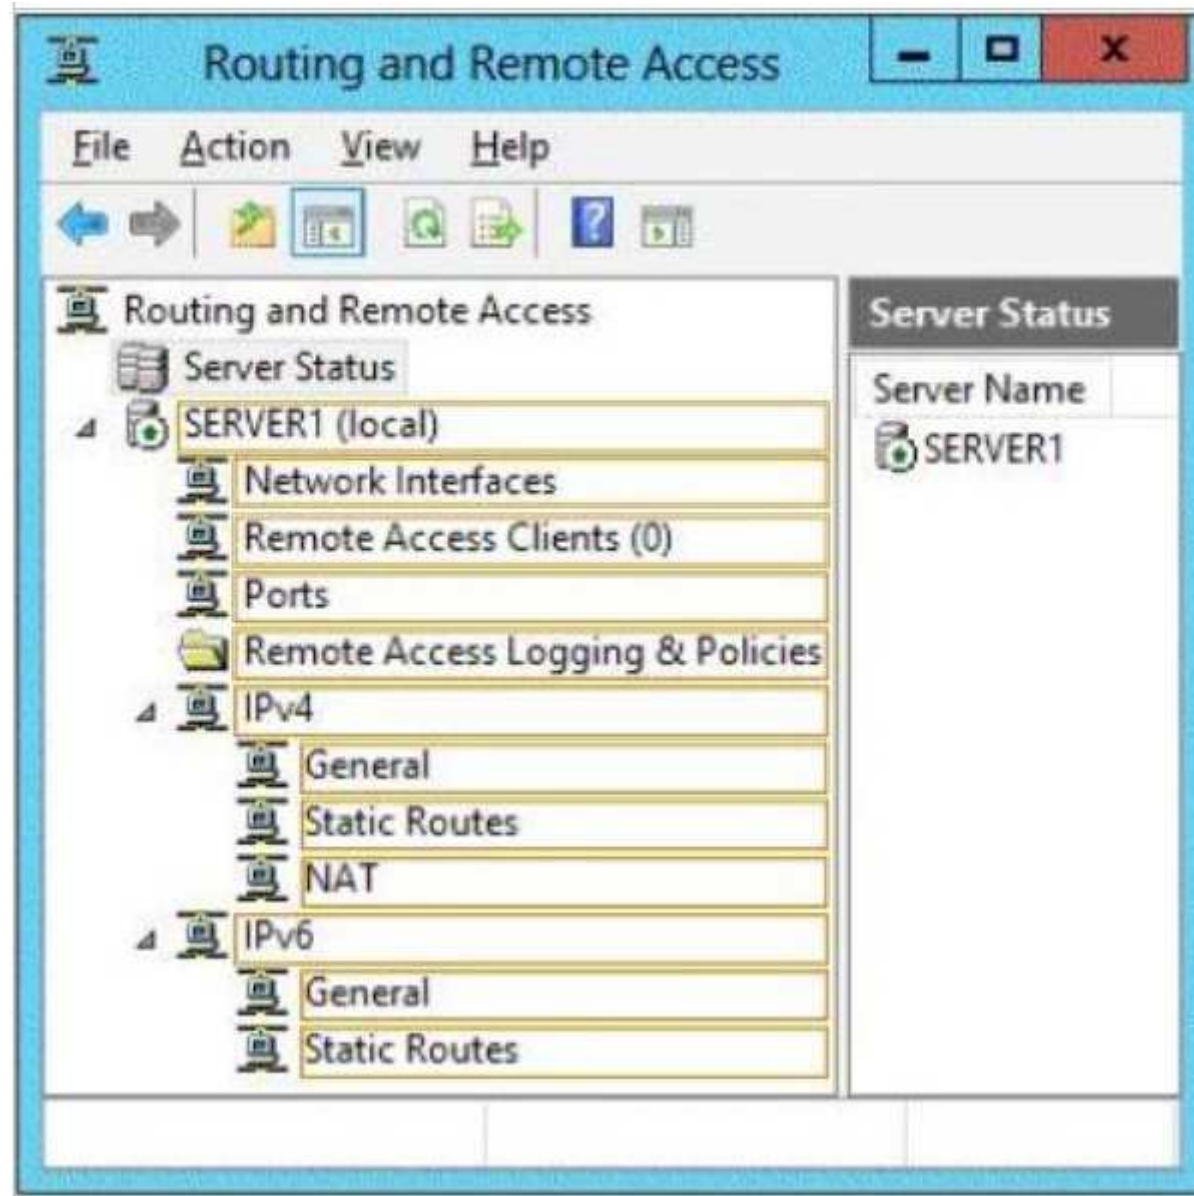 Routing and Remote Access
File Action View Help
Routing and Remote Access
Server Status
SERVER1 (local)
Network Interfaces
Remote Access Clients (0)
Ports
Remote Access Logging & Policies
IPv4
General
Static Routes
NAT
IPv6
General
Static Routes
Server Status
Server Name
SERVER1